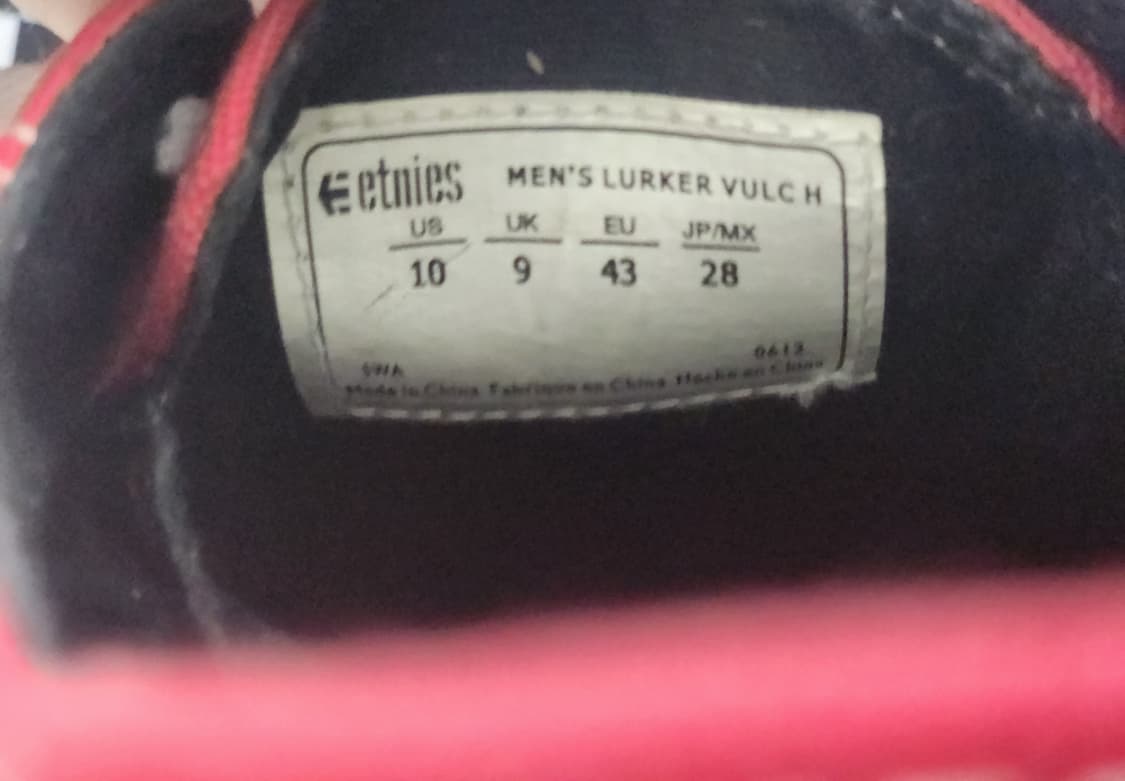 etnies MEN'S LURKER VULC H
US UK EU JP/MX
10 9 43 28
SWA 0613
Made in China Fabriqué en China Hecho en China